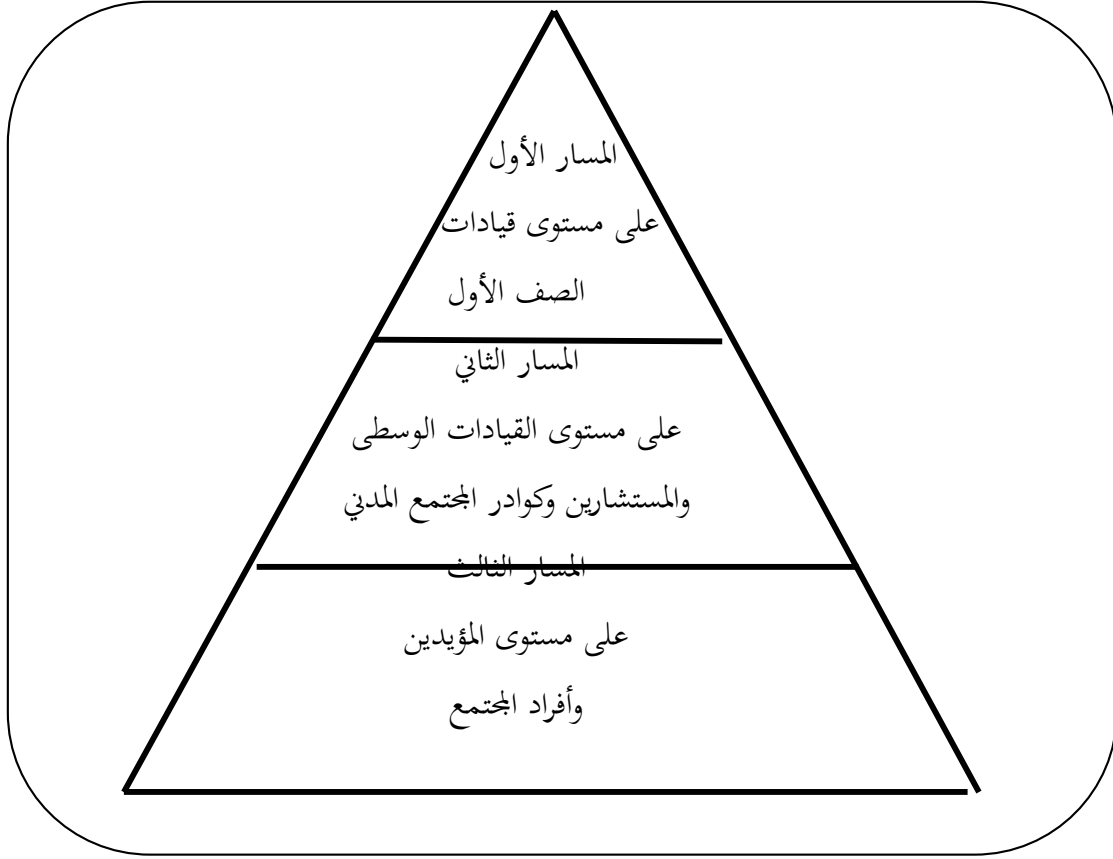 المسار الأول
على مستوى قيادات
الصف الأول
المسار الثاني
على مستوى القيادات الوسطى
والمستشارين وكوادر المجتمع المدني
المسار الثالث
على مستوى المؤيدين
وأفراد المجتمع